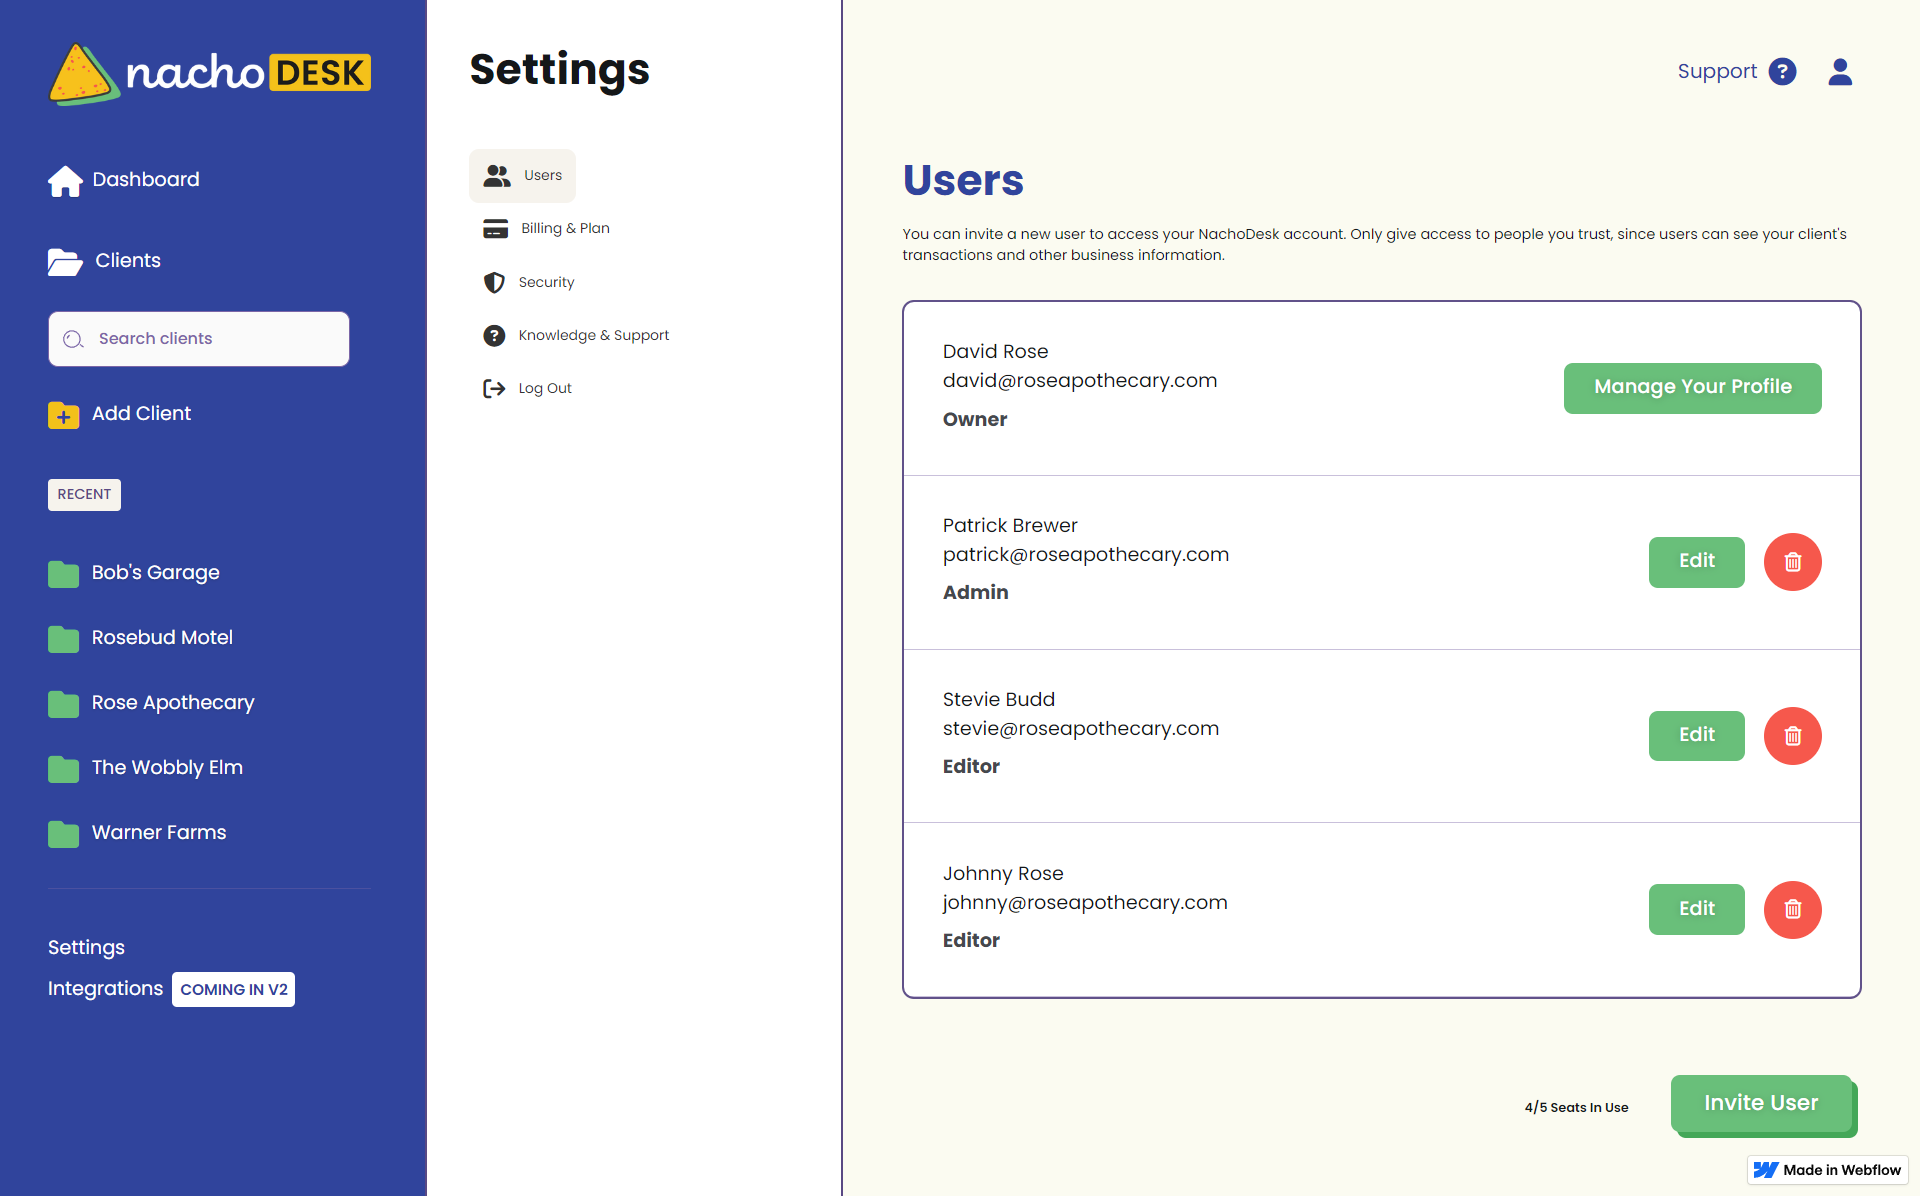 nacho DESK
Dashboard
Clients
Search clients
Add Client
RECENT
Bob's Garage
Rosebud Motel
Rose Apothecary
The Wobbly Elm
Warner Farms
Settings
Integrations COMING IN V2
Settings
Users
Billing & Plan
Security
Knowledge & Support
Log Out
Support
Users
You can invite a new user to access your NachoDesk account. Only give access to people you trust, since users can see your client's
transactions and other business information.
David Rose
david@roseapothecary.com
Owner
Manage Your Profile
Patrick Brewer
patrick@roseapothecary.com
Admin
Edit
Stevie Budd
stevie@roseapothecary.com
Editor
Edit
Johnny Rose
johnny@roseapothecary.com
Editor
Edit
4/5 Seats In Use
Invite User
Made in Webflow